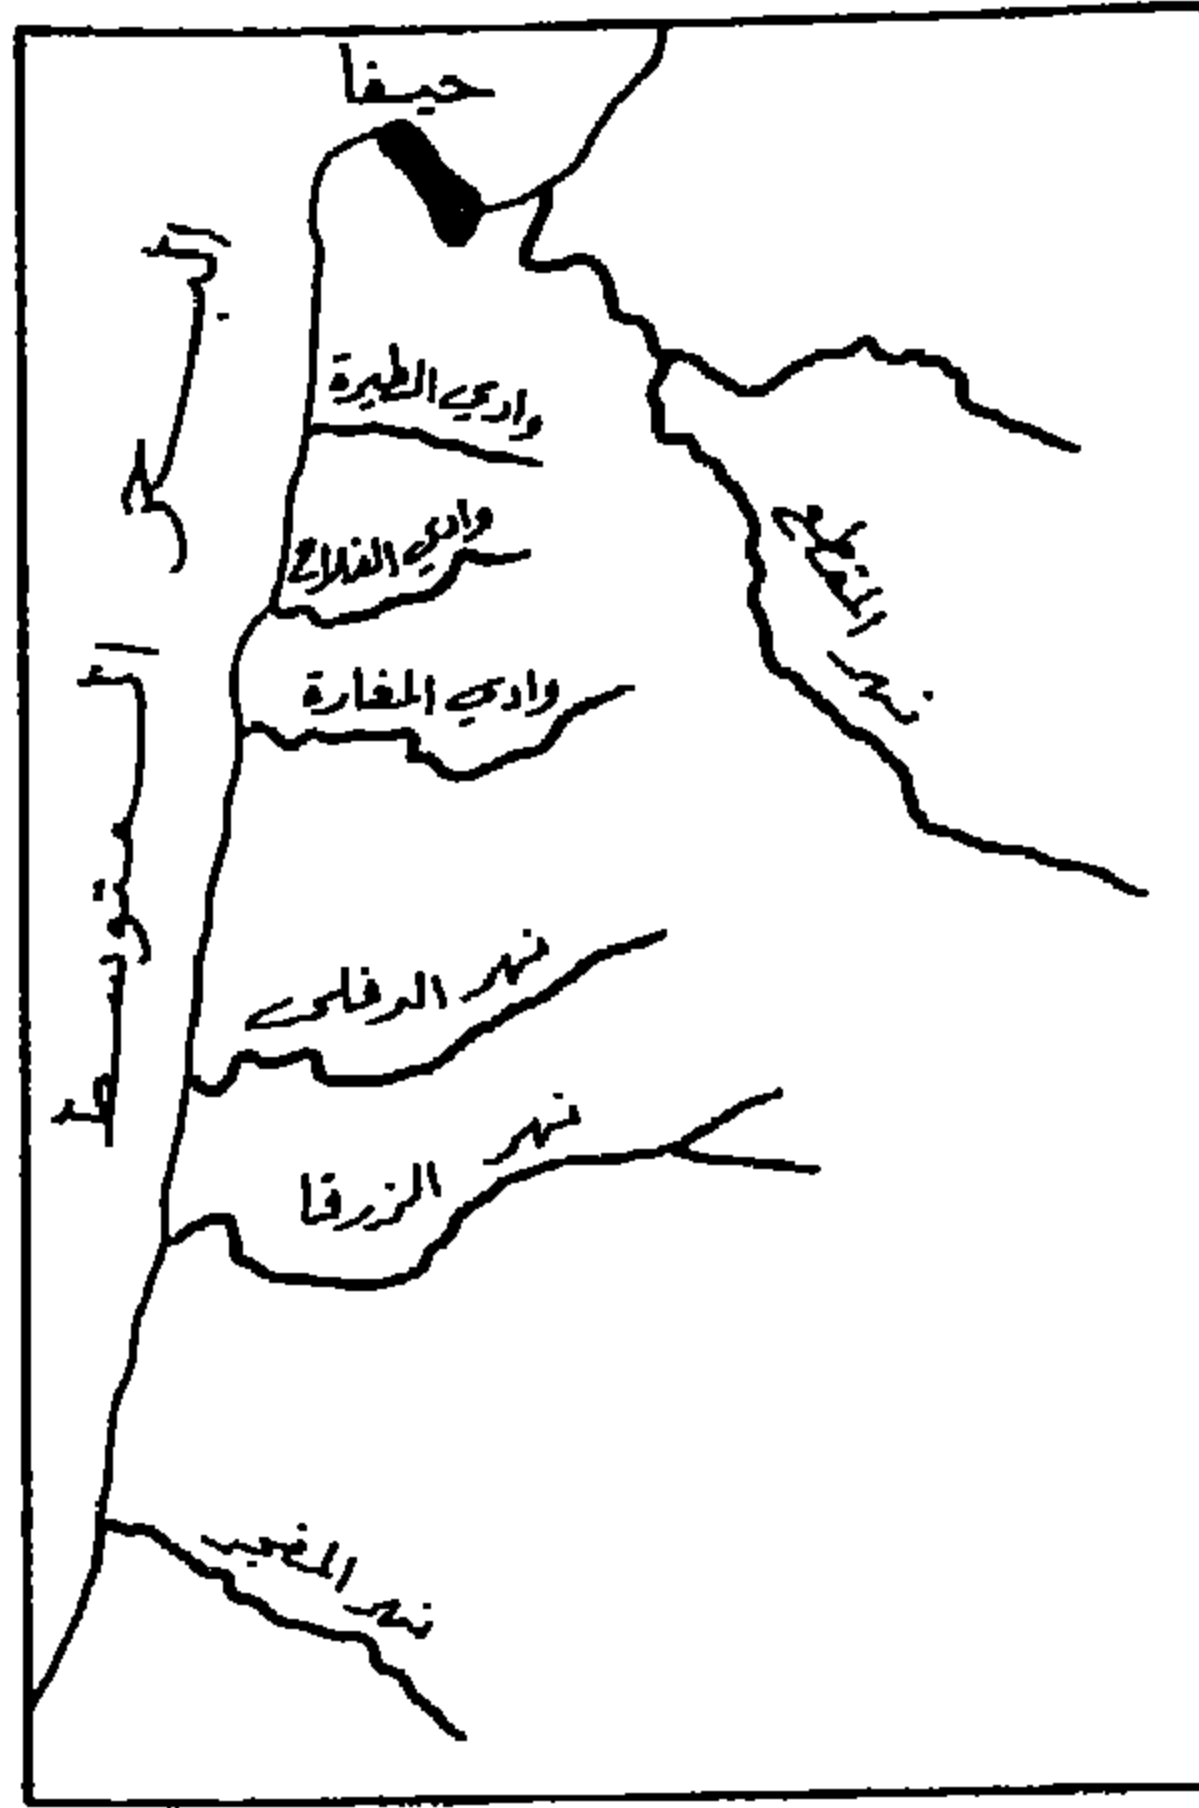 حيفا
البحر
المتوسط
وادي الطيرة
وادي الفلاح
وادي المغارة
نهر المقطع
نهر الدفلى
نهر الزرقا
نهر المفجر